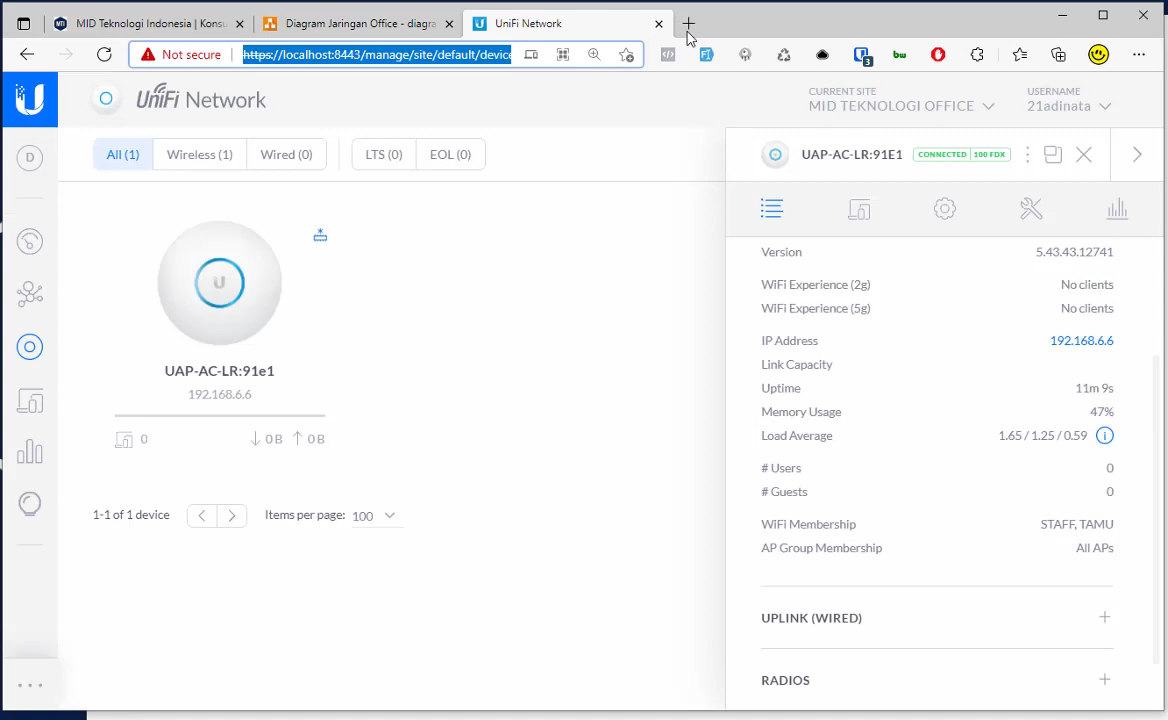 MID Teknologi Indonesia | Konsu
Diagram Jaringan Office - diagra
UniFi Network
Not secure
https://localhost:8443/manage/site/default/device
3
bw
U
UniFi Network
CURRENT SITE
MID TEKNOLOGI OFFICE
USERNAME
21adinata
D
All (1)
Wireless (1)
Wired (0)
LTS (0)
EOL (0)
UAP-AC-LR:91E1
CONNECTED 100 FDX
UAP-AC-LR:91e1
192.168.6.6
0
0 B
0 B
1-1 of 1 device
Items per page:
100
Version 5.43.43.12741
WiFi Experience (2g) No clients
WiFi Experience (5g) No clients
IP Address 192.168.6.6
Link Capacity
Uptime 11m 9s
Memory Usage 47%
Load Average 1.65 / 1.25 / 0.59
# Users 0
# Guests 0
WiFi Membership STAFF, TAMU
AP Group Membership All APs
UPLINK (WIRED)
RADIOS